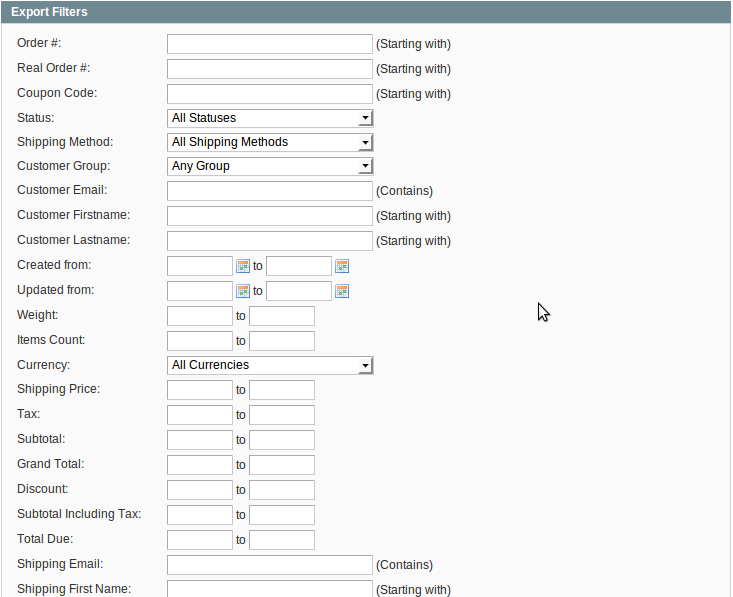 Export Filters
Order #: (Starting with)
Real Order #: (Starting with)
Coupon Code: (Starting with)
Status: All Statuses
Shipping Method: All Shipping Methods
Customer Group: Any Group
Customer Email: (Contains)
Customer Firstname: (Starting with)
Customer Lastname: (Starting with)
Created from: to
Updated from: to
Weight: to
Items Count: to
Currency: All Currencies
Shipping Price: to
Tax: to
Subtotal: to
Grand Total: to
Discount: to
Subtotal Including Tax: to
Total Due: to
Shipping Email: (Contains)
Shipping First Name: (Starting with)